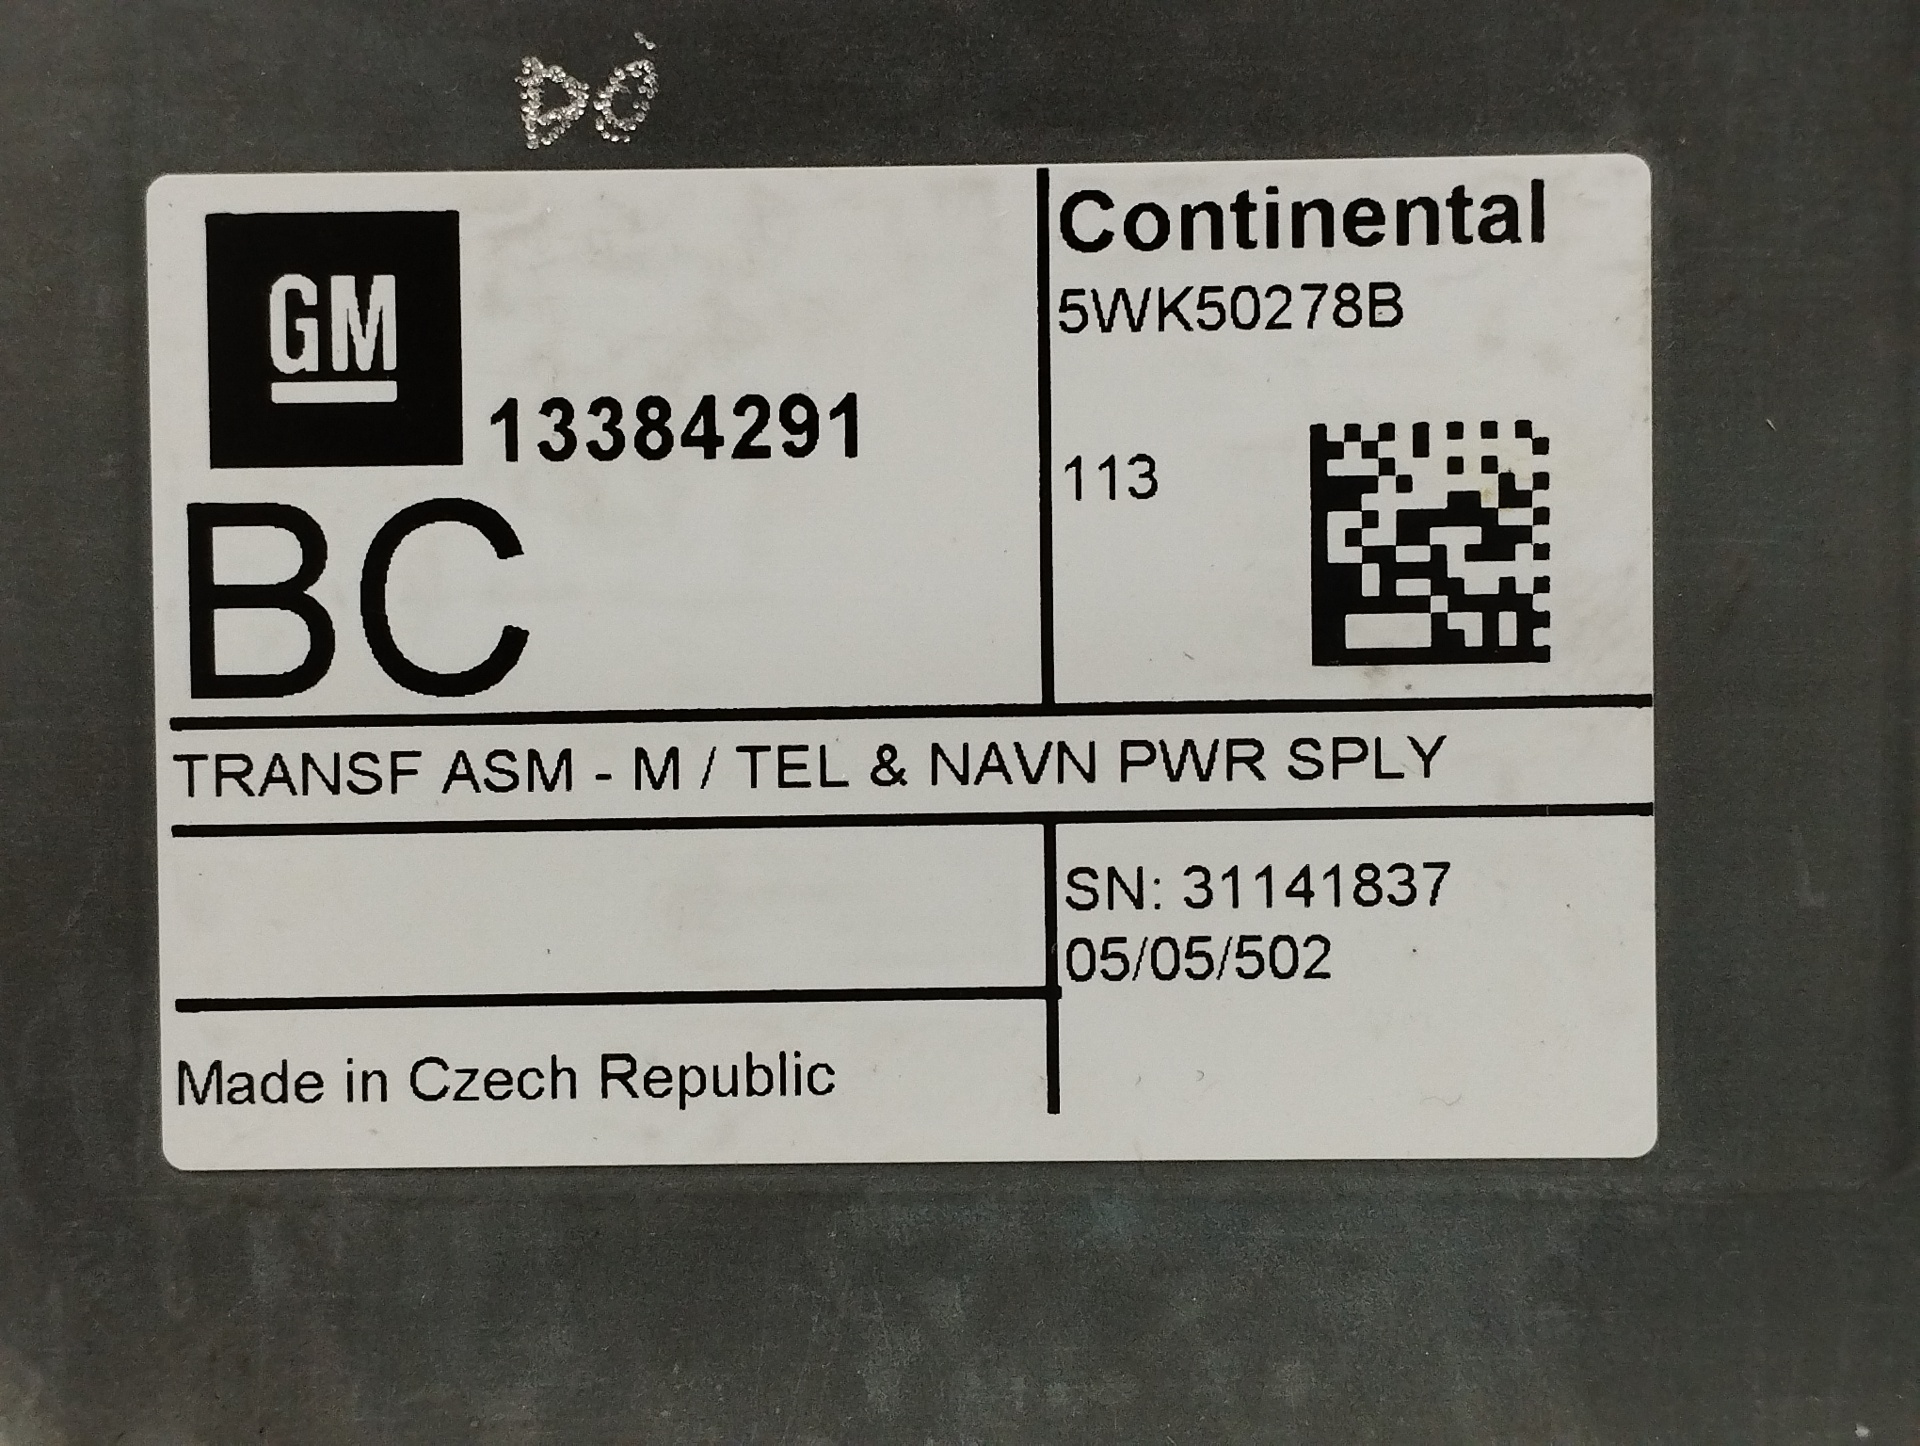 DO
GM
13384291
BC
Continental
5WK50278B
113
TRANSF ASM - M / TEL & NAVN PWR SPLY
SN: 31141837
05/05/502
Made in Czech Republic